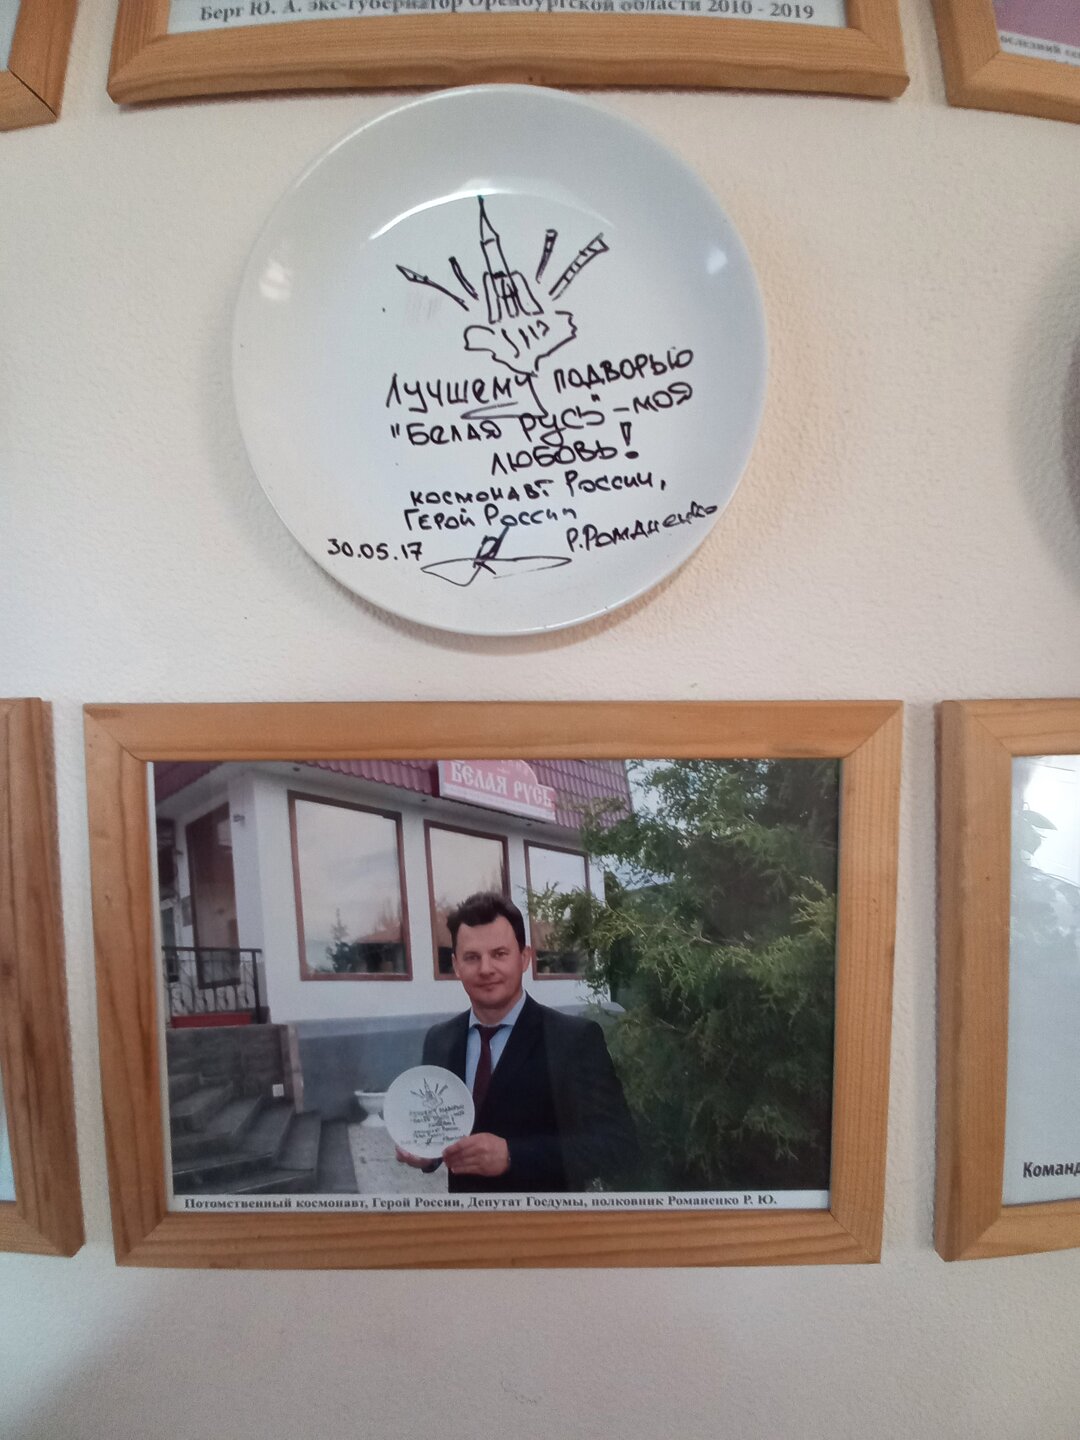 Берг Ю. А. экс-губернатор Оренбургской области 2010 - 2019
Лучшему подворью
"Белая Русь" - моя
любовь!
космонавт России,
Герой России
30.05.17
Р.Романенко
БЕЛАЯ РУСЬ
Потомственный космонавт, Герой России, Депутат Госдумы, полковник Романенко Р. Ю.
Команд